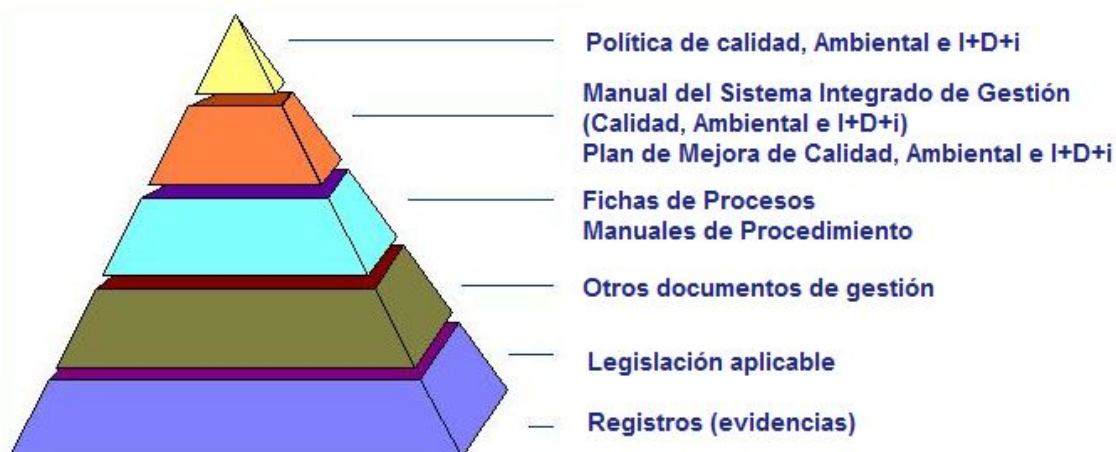 Política de calidad, Ambiental e I+D+i
Manual del Sistema Integrado de Gestión
(Calidad, Ambiental e I+D+i)
Plan de Mejora de Calidad, Ambiental e I+D+i
Fichas de Procesos
Manuales de Procedimiento
Otros documentos de gestión
Legislación aplicable
Registros (evidencias)